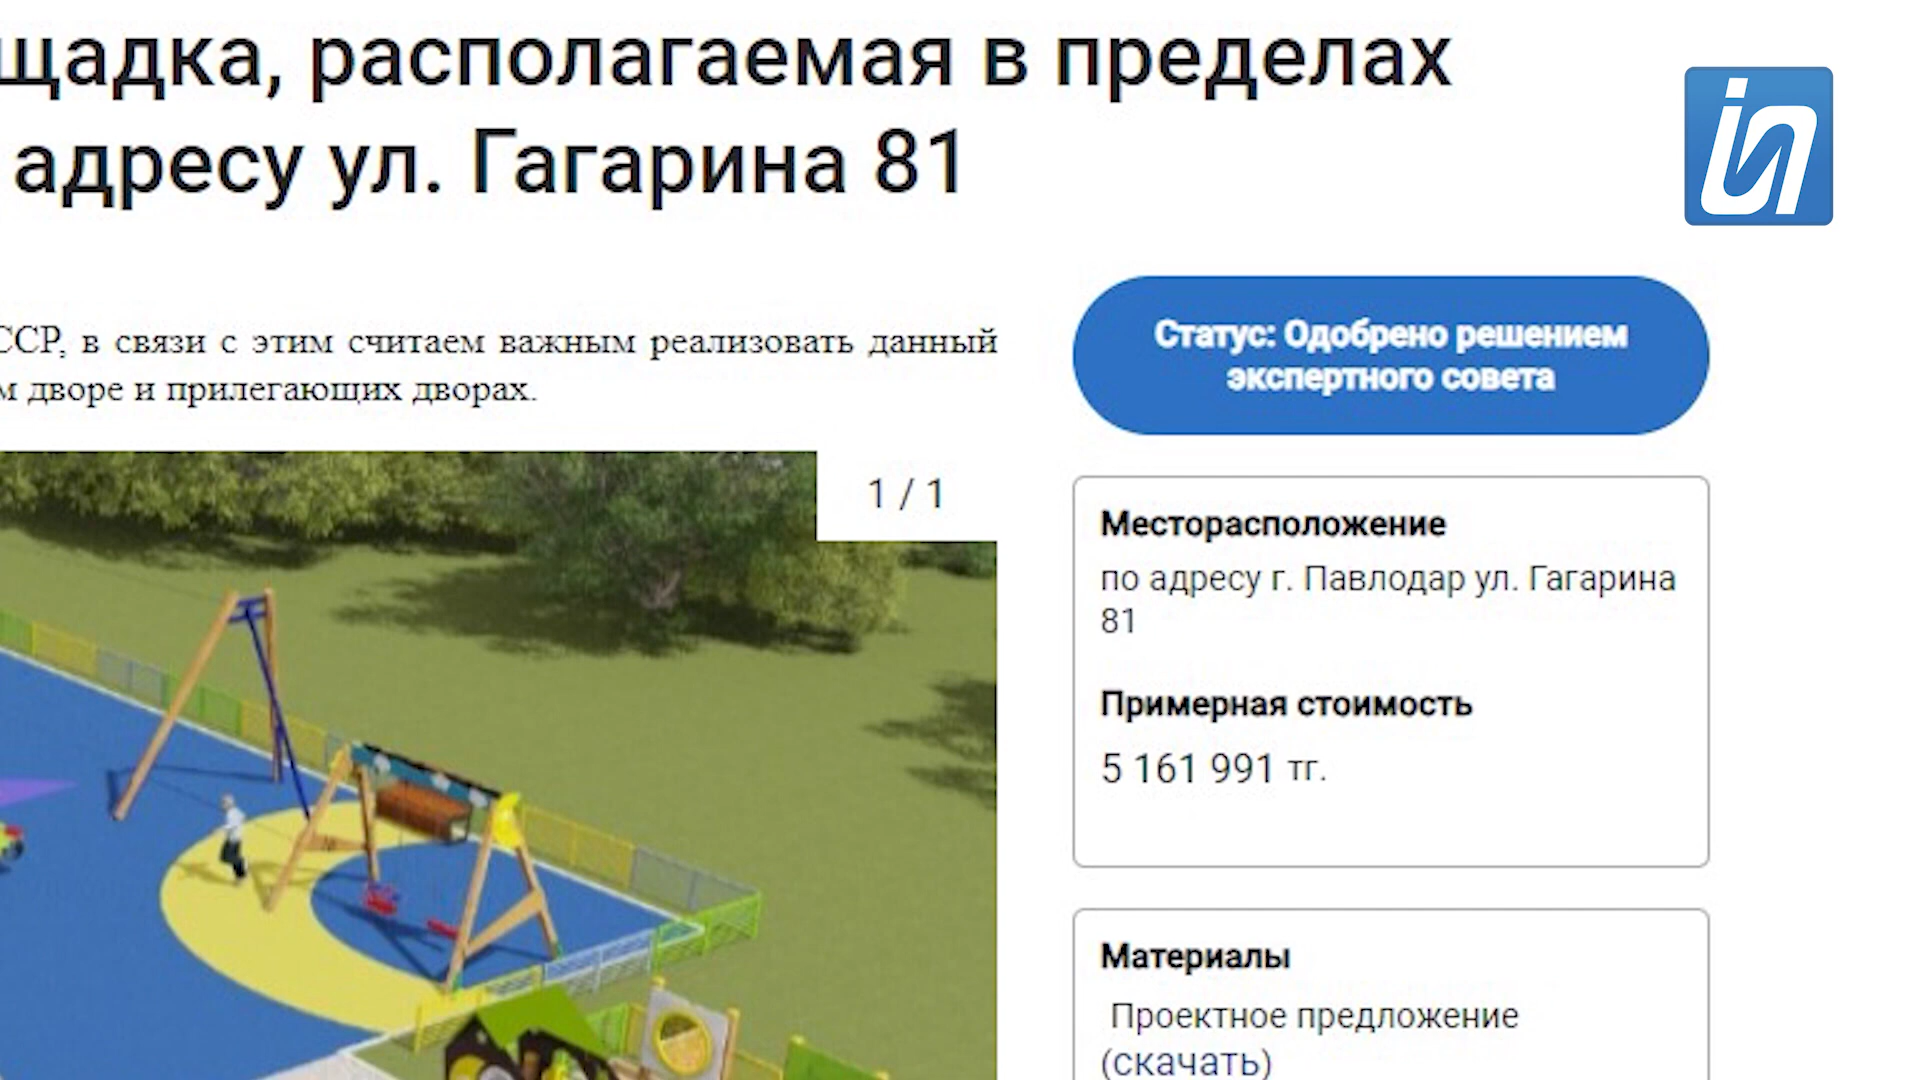 щадка, располагаемая в пределах
адресу ул. Гагарина 81
ССР, в связи с этим считаем важным реализовать данный
м дворе и прилегающих дворах.
1 / 1
Статус: Одобрено решением
экспертного совета
Месторасположение
по адресу г. Павлодар ул. Гагарина
81
Примерная стоимость
5 161 991 тг.
Материалы
Проектное предложение
(скачать)